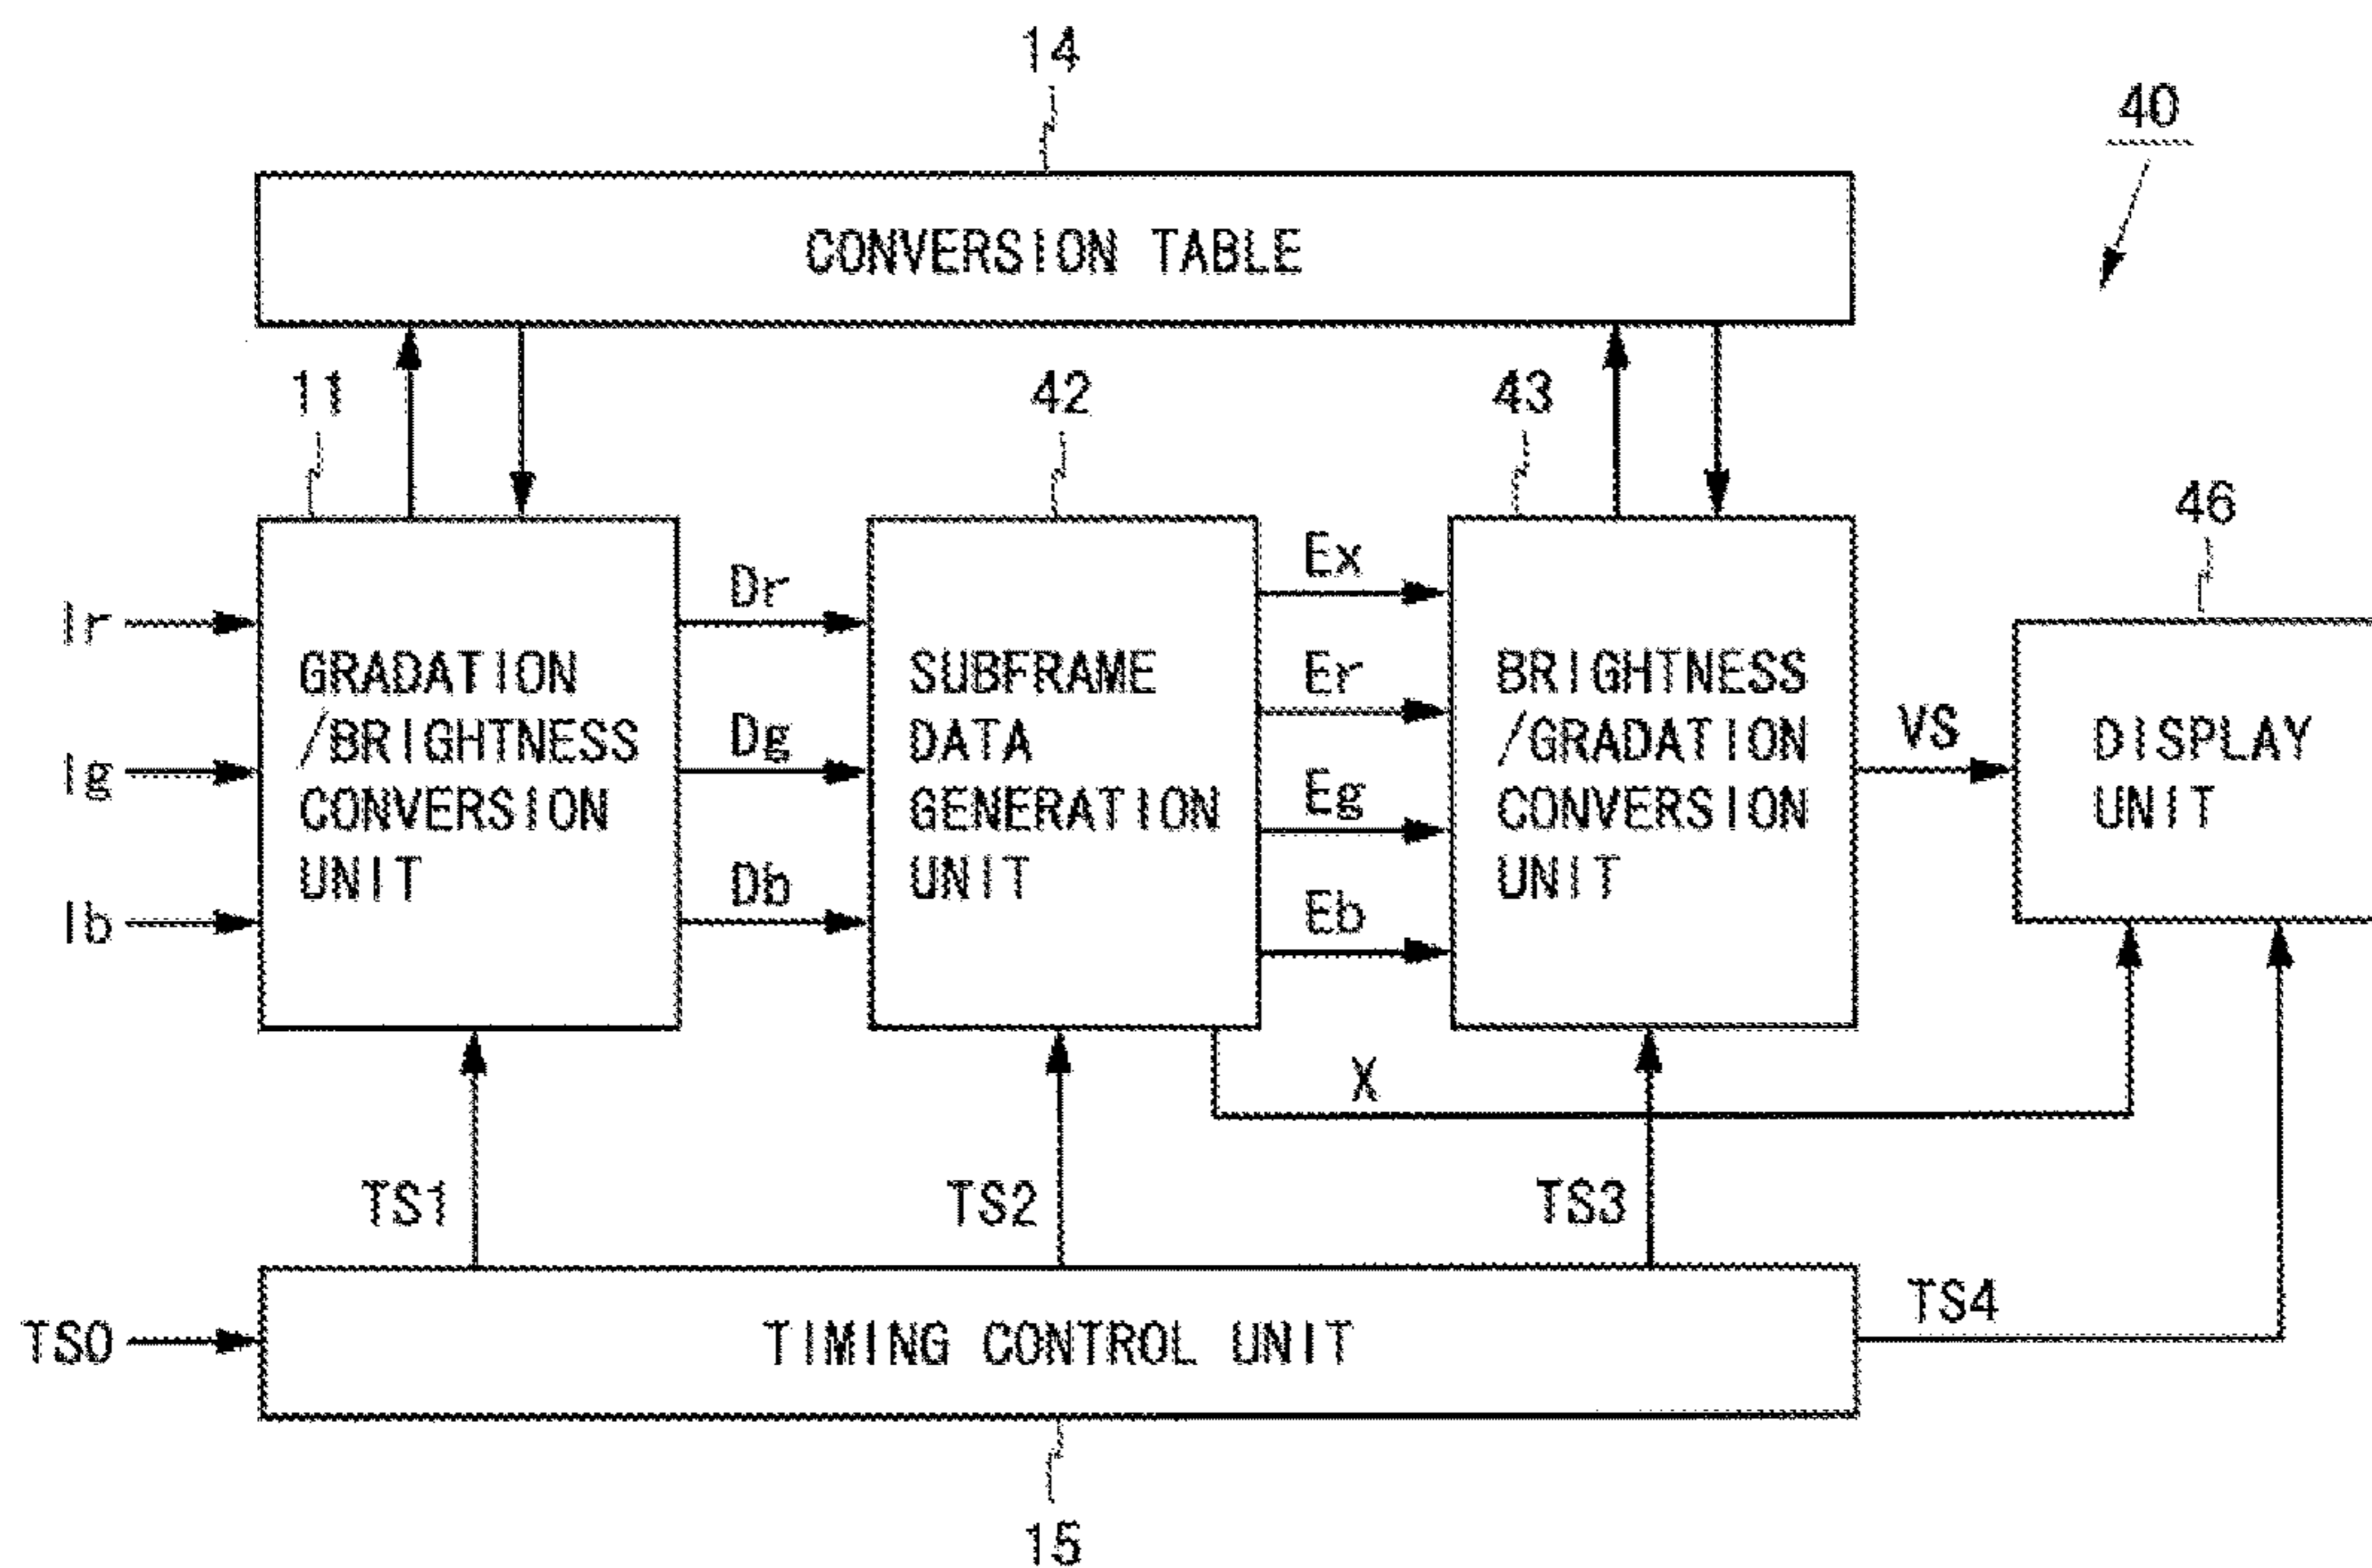 14
40
CONVERSION TABLE
11
42
43
46
Ir
Ig
Ib
GRADATION
/BRIGHTNESS
CONVERSION
UNIT
Dr
Dg
Db
SUBFRAME
DATA
GENERATION
UNIT
Ex
Er
Eg
Eb
BRIGHTNESS
/GRADATION
CONVERSION
UNIT
VS
DISPLAY
UNIT
X
TS1
TS2
TS3
TS4
TS0
TIMING CONTROL UNIT
15